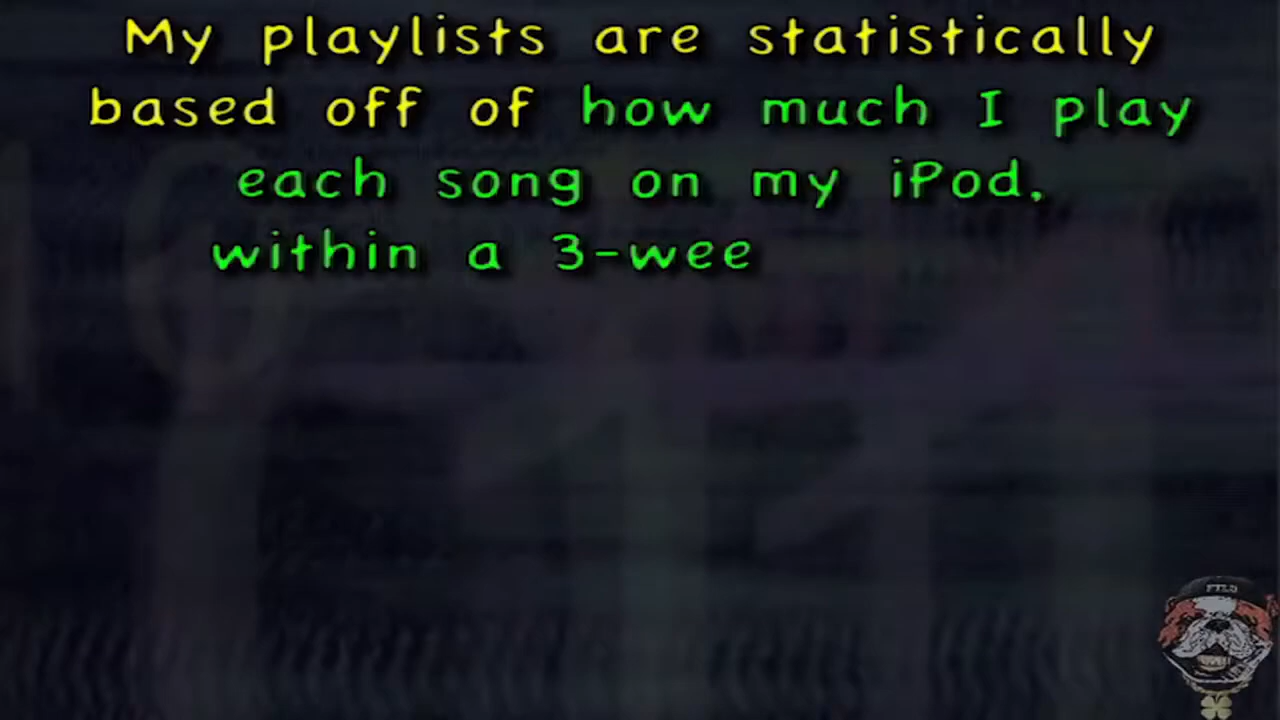 My playlists are statistically
based off of how much I play
each song on my iPod,
within a 3-wee